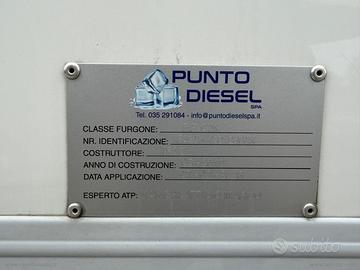 PUNTO
DIESEL
SPA
Tel. 035 291084 - info@puntodieselspa.it
CLASSE FURGONE:
NR. IDENTIFICAZIONE:
COSTRUTTORE:
ANNO DI COSTRUZIONE:
DATA APPLICAZIONE:
ESPERTO ATP:
subito